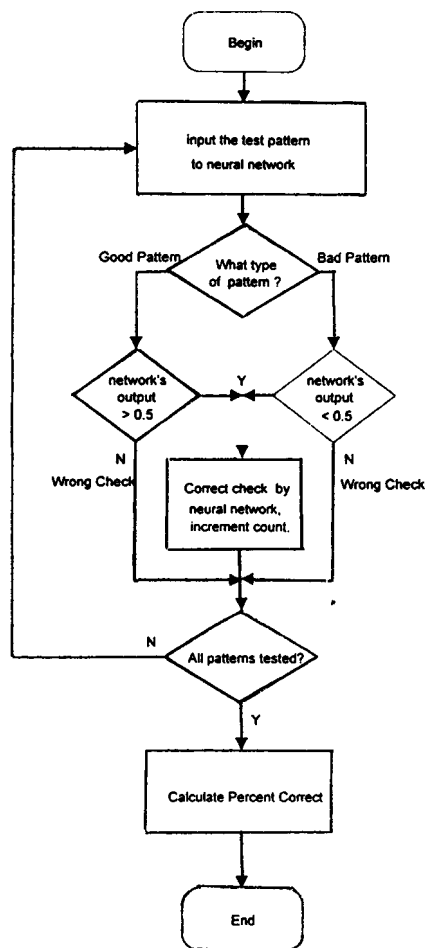 Begin
input the test pattern
to neural network
Good Pattern
What type
of pattern ?
Bad Pattern
network's
output
> 0.5
Y
network's
output
< 0.5
N
Wrong Check
N
Wrong Check
Correct check by
neural network,
increment count.
N
All patterns tested?
Y
Calculate Percent Correct
End